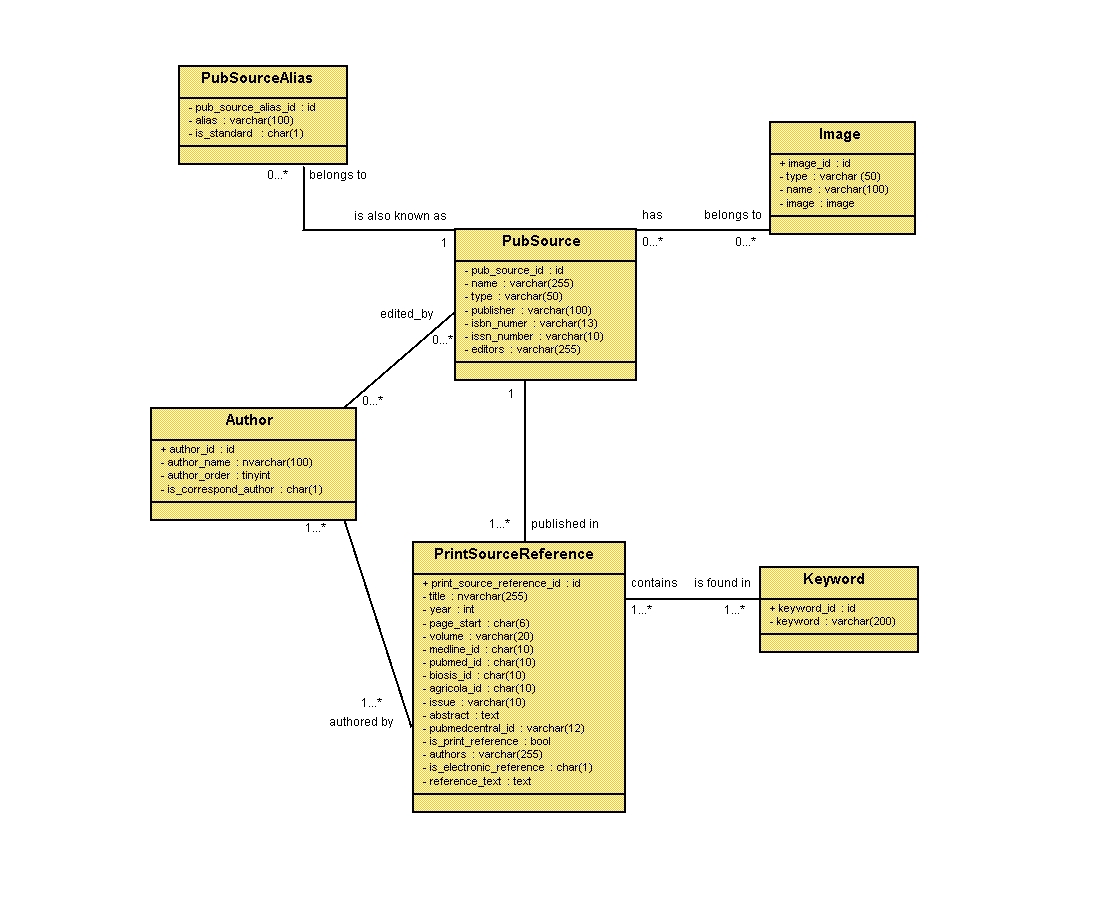 PubSourceAlias
- pub_source_alias_id : id
- alias : varchar(100)
- is_standard : char(1)
0...*
belongs to
is also known as
1
Image
+ image_id : id
- type : varchar (50)
- name : varchar(100)
- image : image
has
belongs to
0...*
0...*
PubSource
- pub_source_id : id
- name : varchar(255)
- type : varchar(50)
- publisher : varchar(100)
- isbn_numer : varchar(13)
- issn_number : varchar(10)
- editors : varchar(255)
edited_by
0...*
0...*
1
Author
+ author_id : id
- author_name : nvarchar(100)
- author_order : tinyint
- is_correspond_author : char(1)
1...*
1...*
published in
PrintSourceReference
+ print_source_reference_id : id
- title : nvarchar(255)
- year : int
- page_start : char(6)
- volume : varchar(20)
- medline_id : char(10)
- pubmed_id : char(10)
- biosis_id : char(10)
- agricola_id : char(10)
- issue : varchar(10)
- abstract : text
- pubmedcentral_id : varchar(12)
- is_print_reference : bool
- authors : varchar(255)
- is_electronic_reference : char(1)
- reference_text : text
contains
is found in
1...*
1...*
Keyword
+ keyword_id : id
- keyword : varchar(200)
1...*
authored by